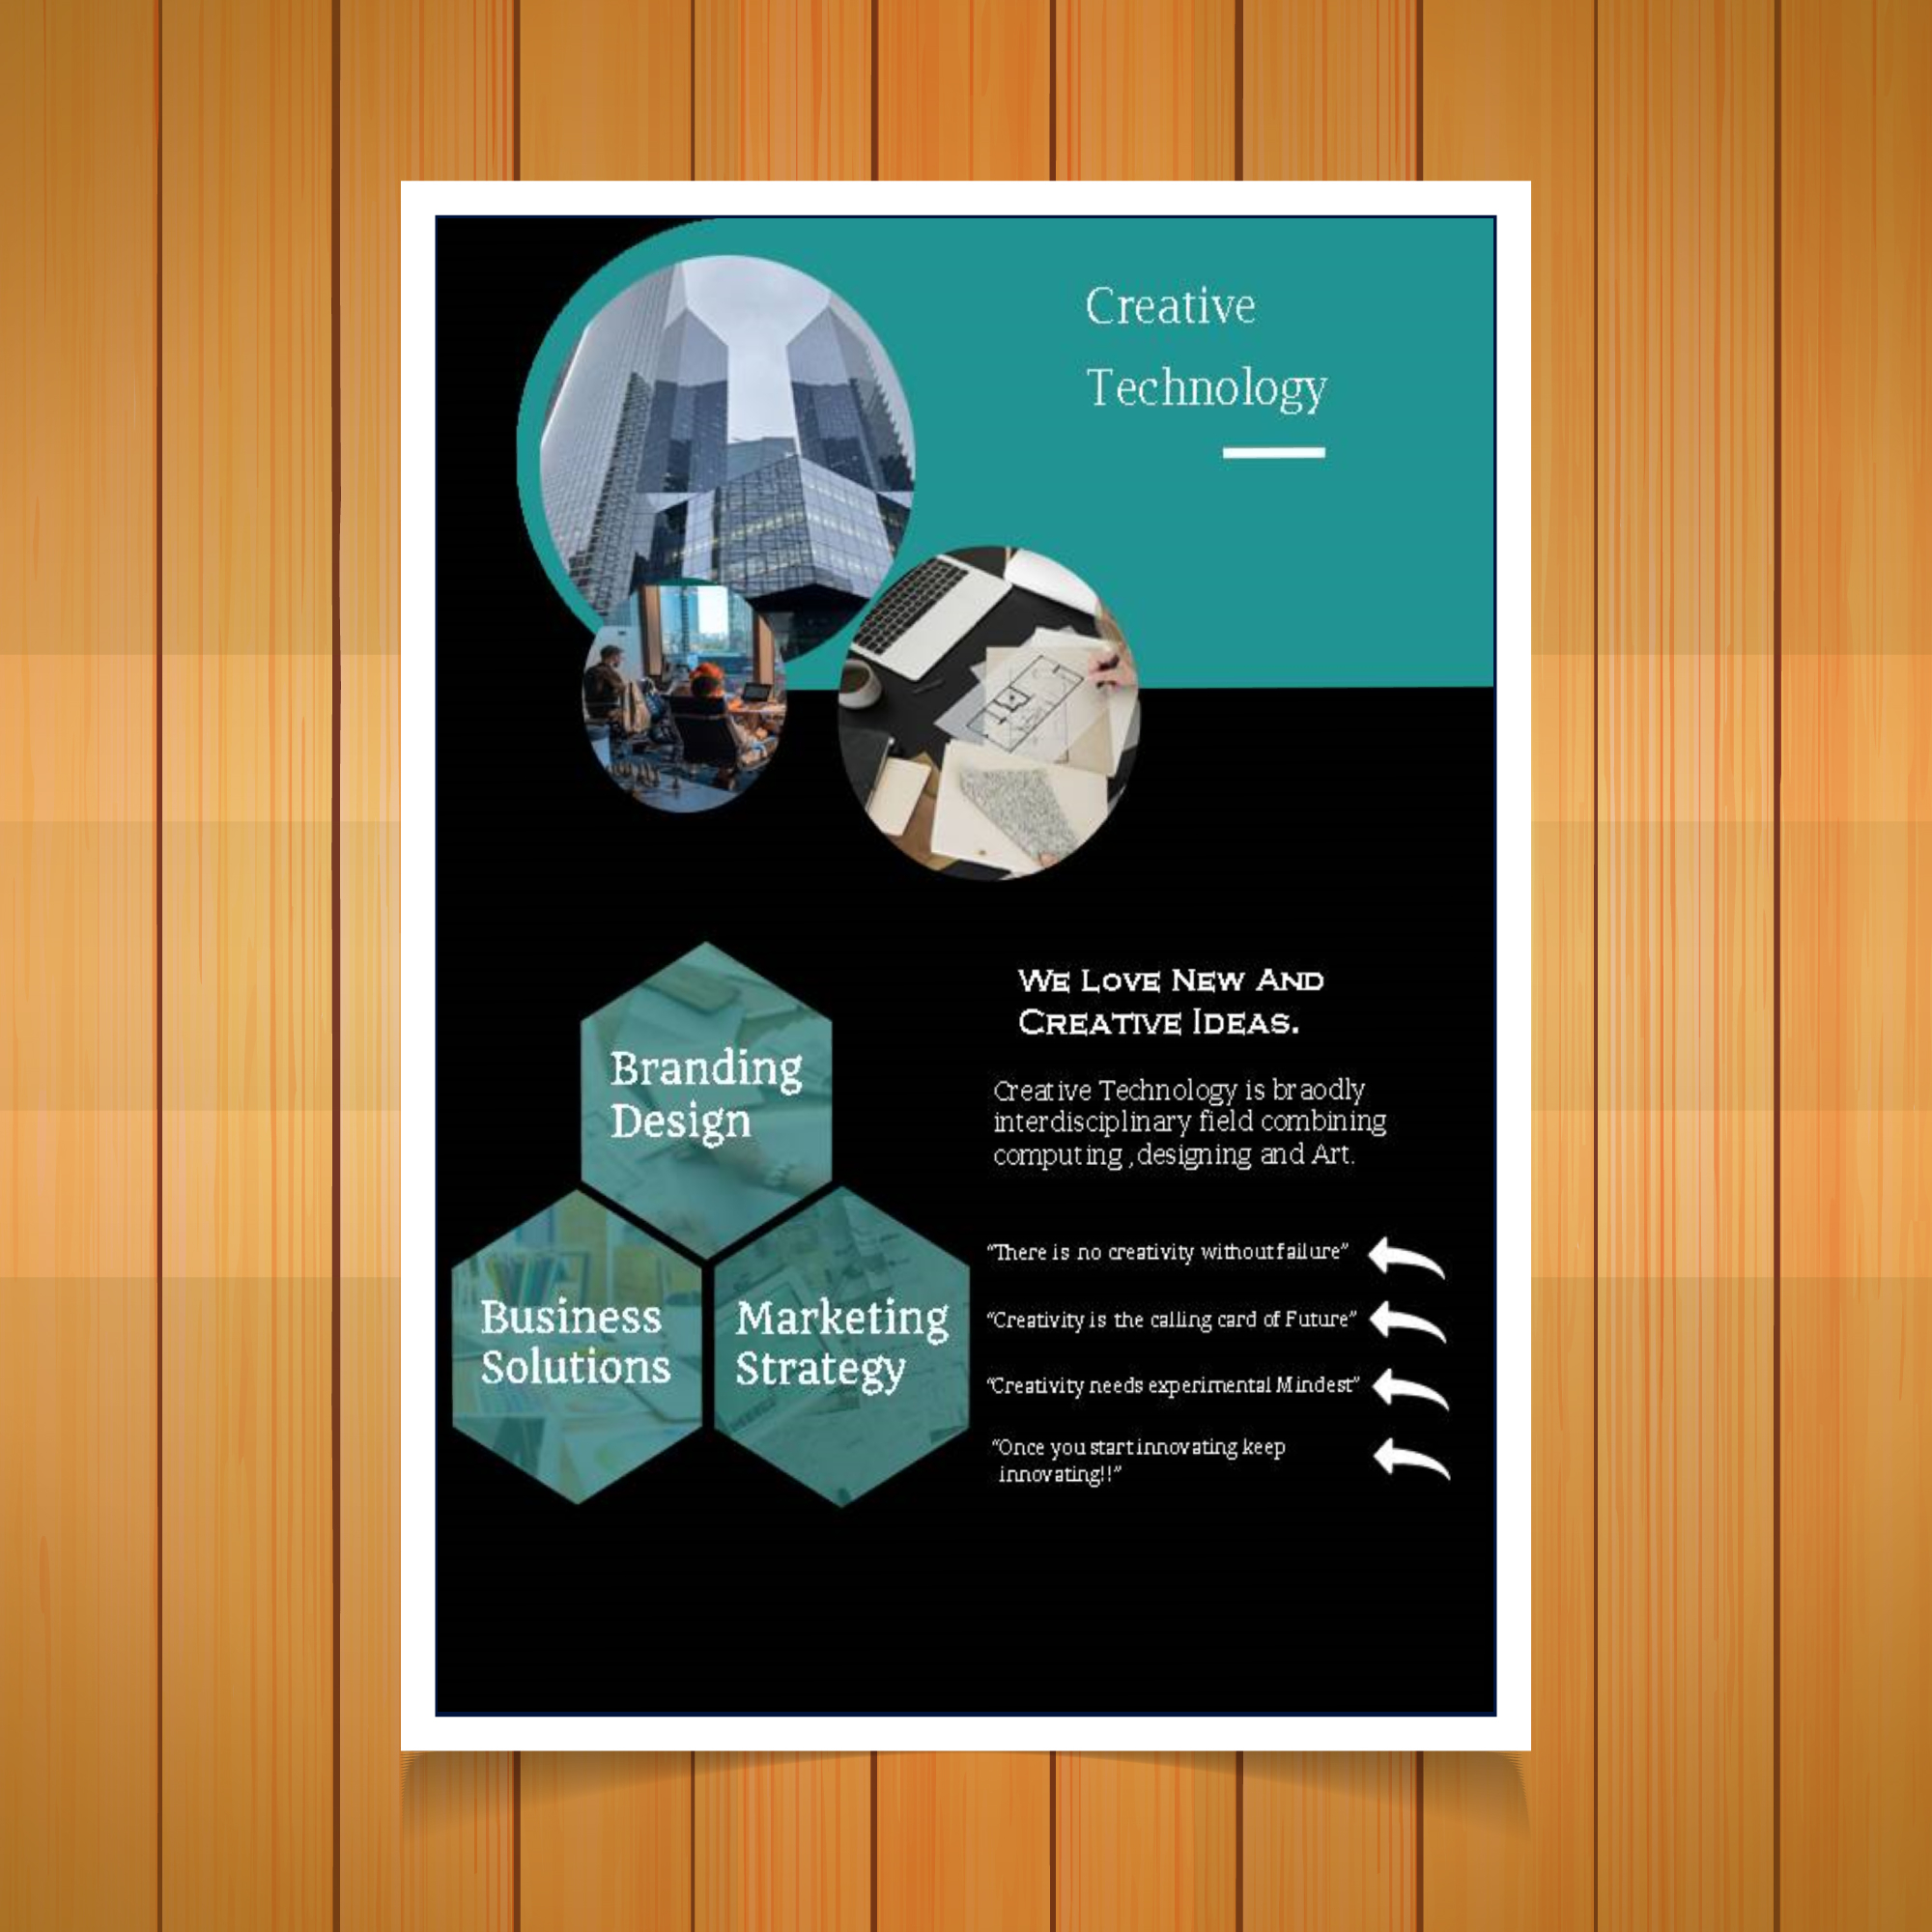 Creative
Technology
We Love New And
Creative Ideas.
Creative Technology is braodly
interdisciplinary field combining
computing ,designing and Art.
Branding
Design
Business
Solutions
Marketing
Strategy
“There is no creativity without failure”
“Creativity is the calling card of Future”
“Creativity needs experimental Mindest”
“Once you start innovating keep
innovating!!”